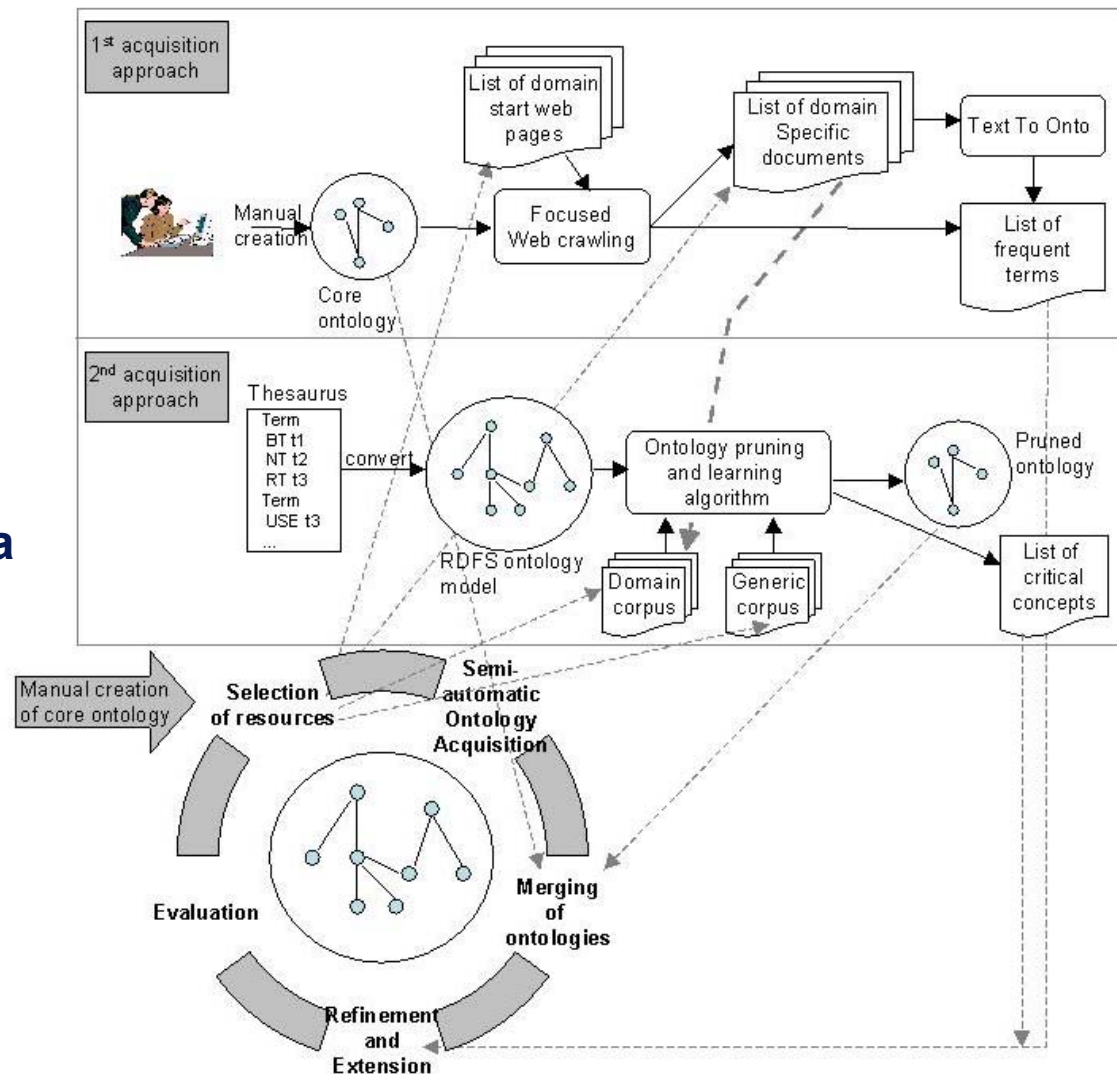 1st acquisition
approach
List of domain
start web
pages
List of domain
Specific
documents
Text To Onto
Manual
creation
Focused
Web crawling
List of
frequent
terms
Core
ontology
2nd acquisition
approach
Thesaurus
Term
BT t1
NT t2
RT t3
Term
USE t3
...
convert
RDFS ontology
model
Ontology pruning
and learning
algorithm
Pruned
ontology
Domain
corpus
Generic
corpus
List of
critical
concepts
a
Manual creation
of core ontology
Selection
of resources
Semi-
automatic
Ontology
Acquisition
Evaluation
Merging
of
ontologies
Refinement
and
Extension